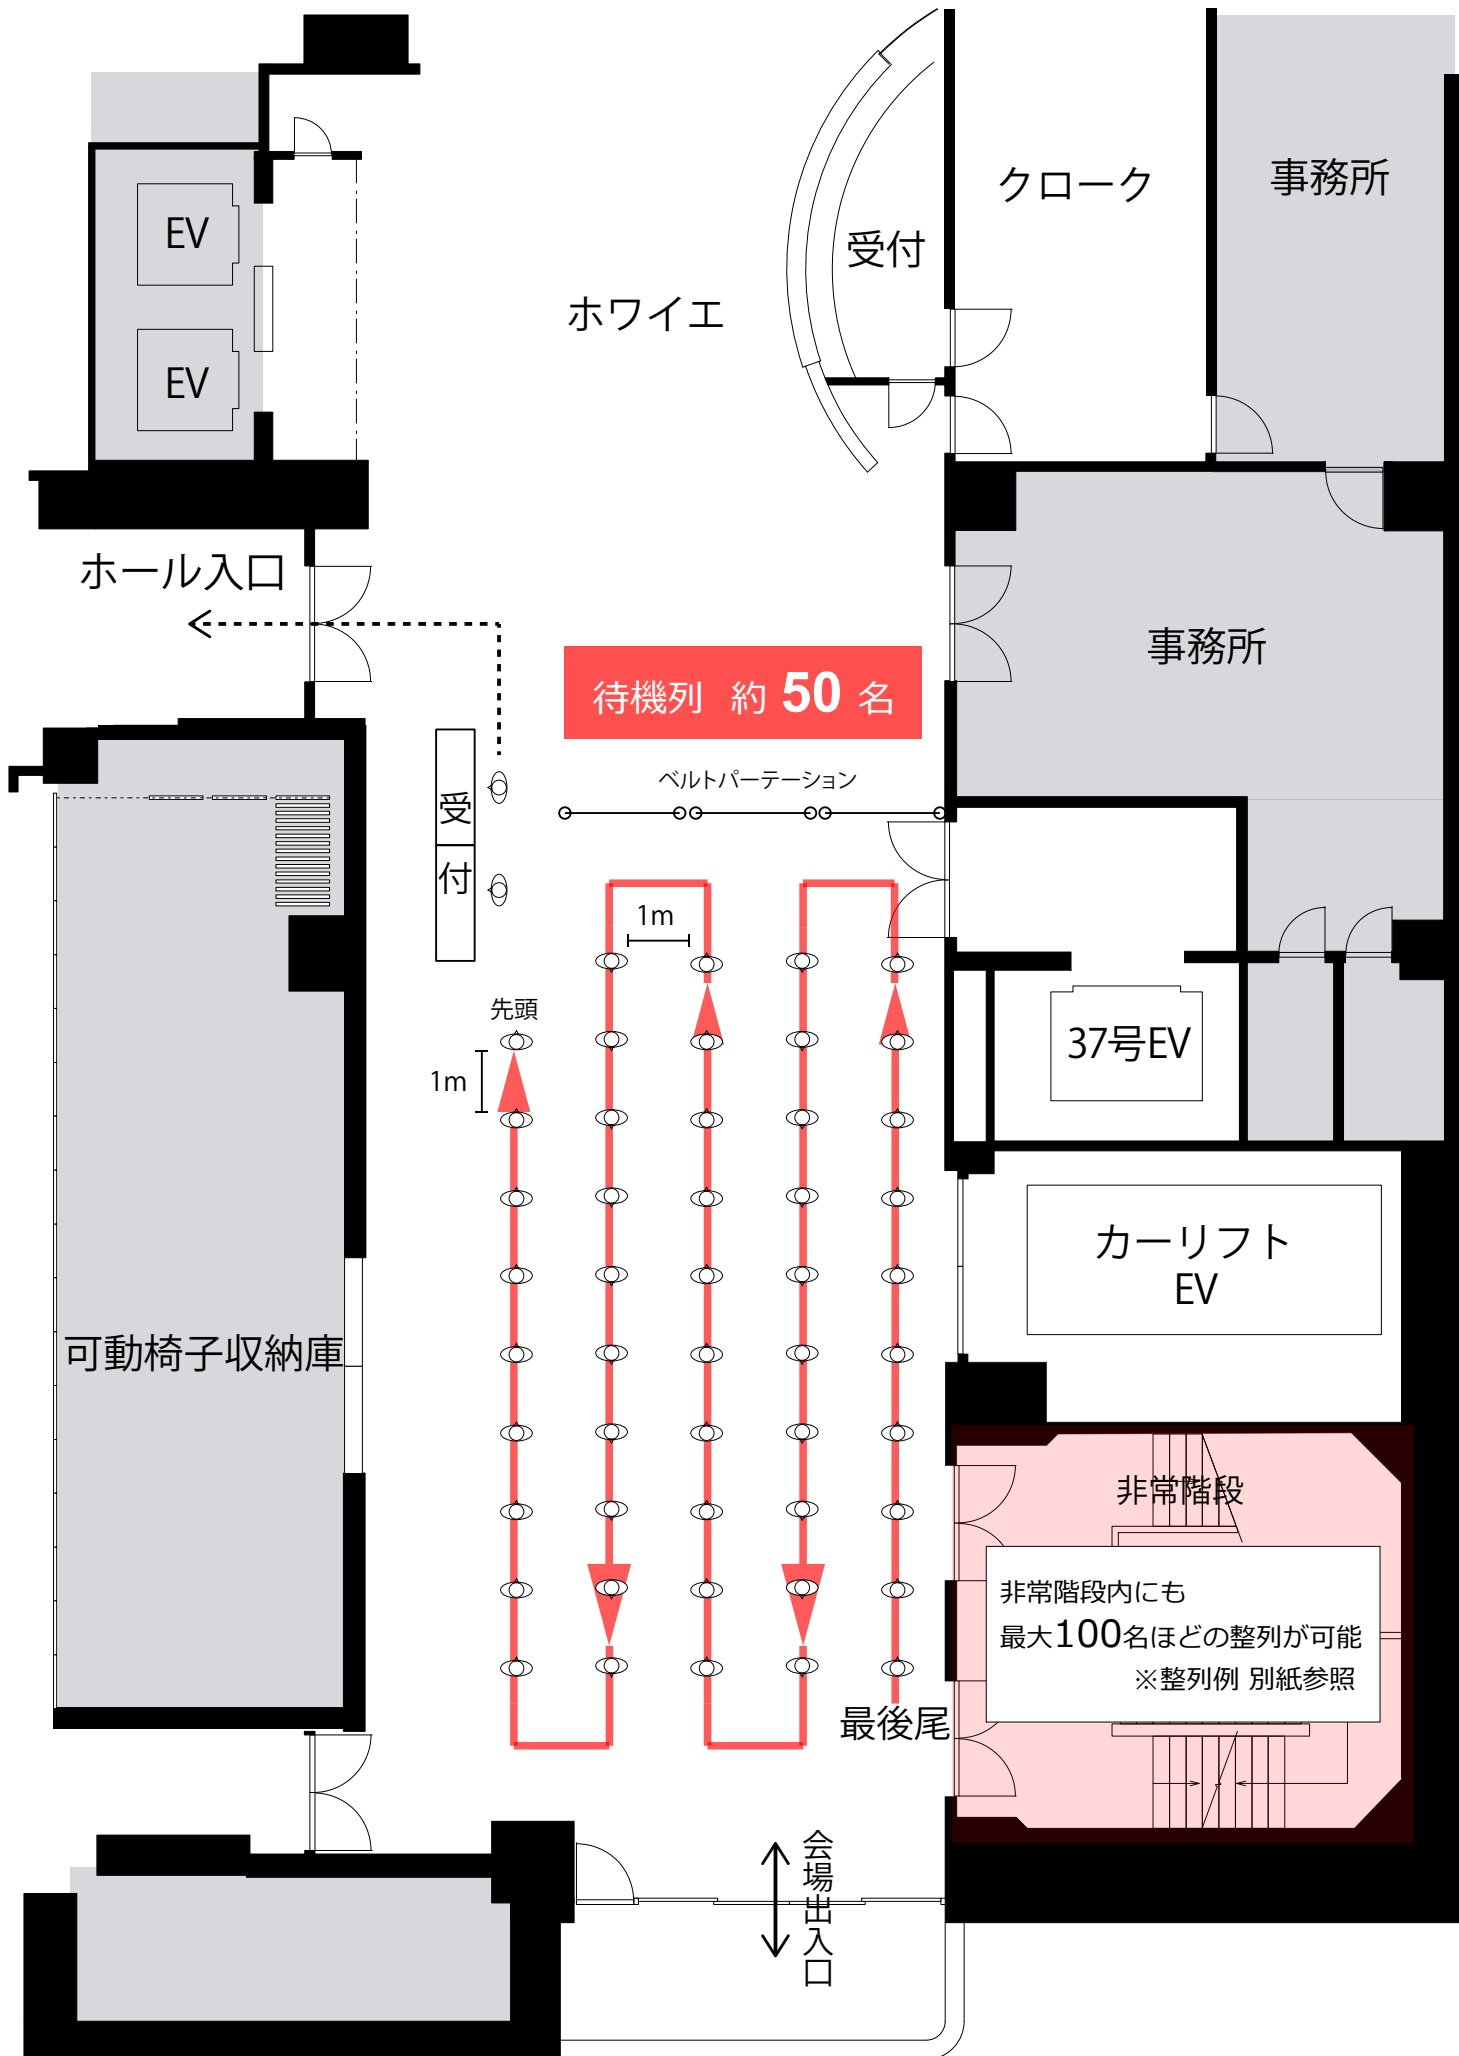 クローク
事務所
EV
受付
ホワイエ
EV
ホール入口
事務所
待機列 約 50 名
ベルトパーテーション
受付
1m
先頭
1m
37号EV
カーリフト
EV
可動椅子収納庫
非常階段
非常階段内にも
最大100名ほどの整列が可能
※整列例 別紙参照
最後尾
会場出入口